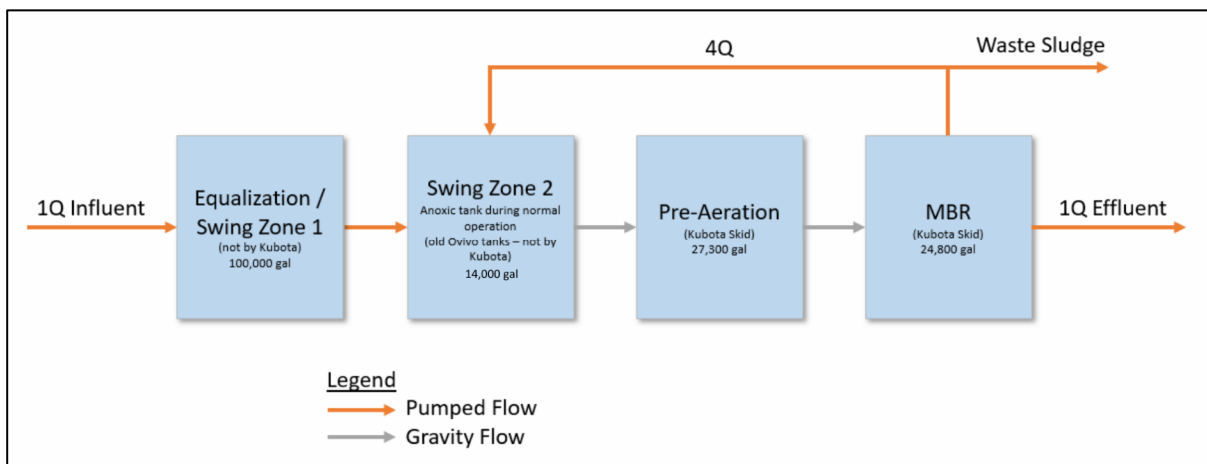 4Q
Waste Sludge
1Q Influent
Equalization /
Swing Zone 1
(not by Kubota)
100,000 gal
Swing Zone 2
Anoxic tank during normal
operation
(old Ovivo tanks – not by
Kubota)
14,000 gal
Pre-Aeration
(Kubota Skid)
27,300 gal
MBR
(Kubota Skid)
24,800 gal
1Q Effluent
Legend
Pumped Flow
Gravity Flow